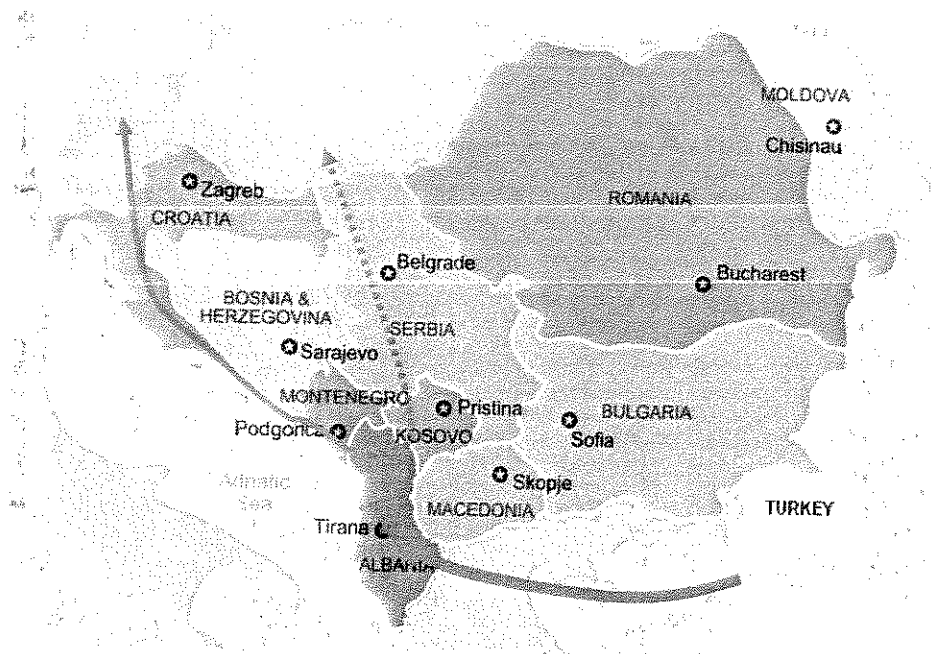 MOLDOVA
Chisinau
Zagreb
ROMANIA
CROATIA
Belgrade
Bucharest
BOSNIA &
HERZEGOVINA
SERBIA
Sarajevo
MONTENEGRO
Pristina
BULGARIA
Podgorica
KOSOVO
Sofia
Skopje
Adriatic
Sea
MACEDONIA
TURKEY
Tirana
ALBANIA